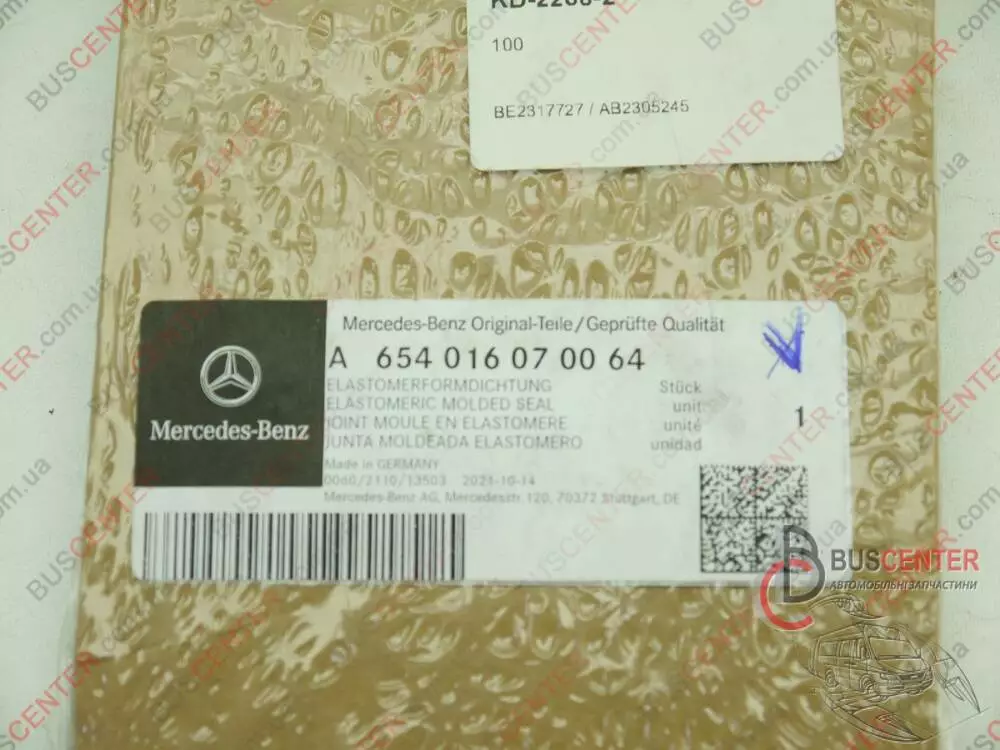 100
BE2317727 / AB2305245
Mercedes-Benz Original-Teile/Geprüfte Qualität
A 654 016 07 00 64
ELASTOMERFORMDICHTUNG Stück
ELASTOMERIC MOLDED SEAL unit 1
JOINT MOULE EN ELASTOMERE unité
JUNTA MOLDEADA ELASTOMERO unidad
Mercedes-Benz
Made in GERMANY
0060/2110/13503 2021-10-14
Mercedes-Benz AG, Mercedesstr. 120, 70372 Stuttgart, DE
BUSCENTER
АВТОМОБІЛЬНІ ЗАПЧАСТИНИ
BUSCENTER.com.ua